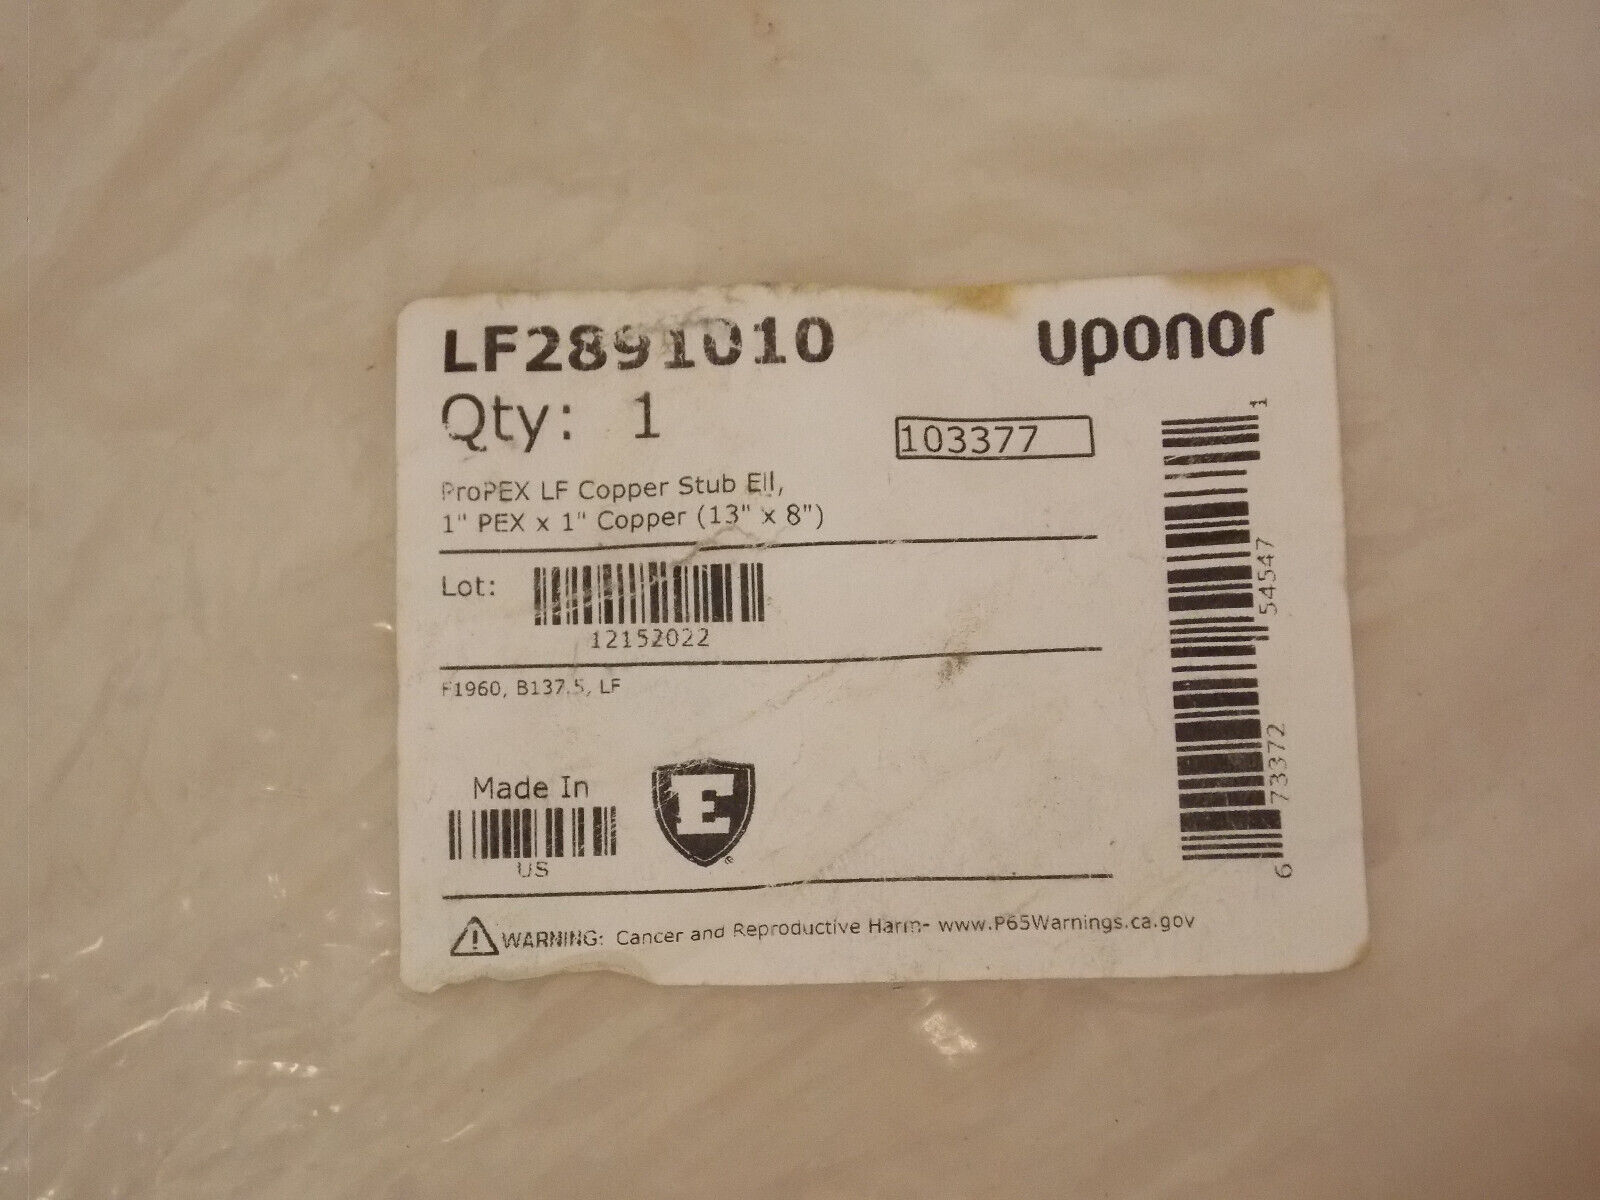 LF2891010
uponor
Qty: 1
103377
ProPEX LF Copper Stub Ell,
1" PEX x 1" Copper (13" x 8")
Lot:
12152022
F1960, B137.5, LF
Made In
US
E
®
WARNING: Cancer and Reproductive Harm- www.P65Warnings.ca.gov
6 73372 54547 1